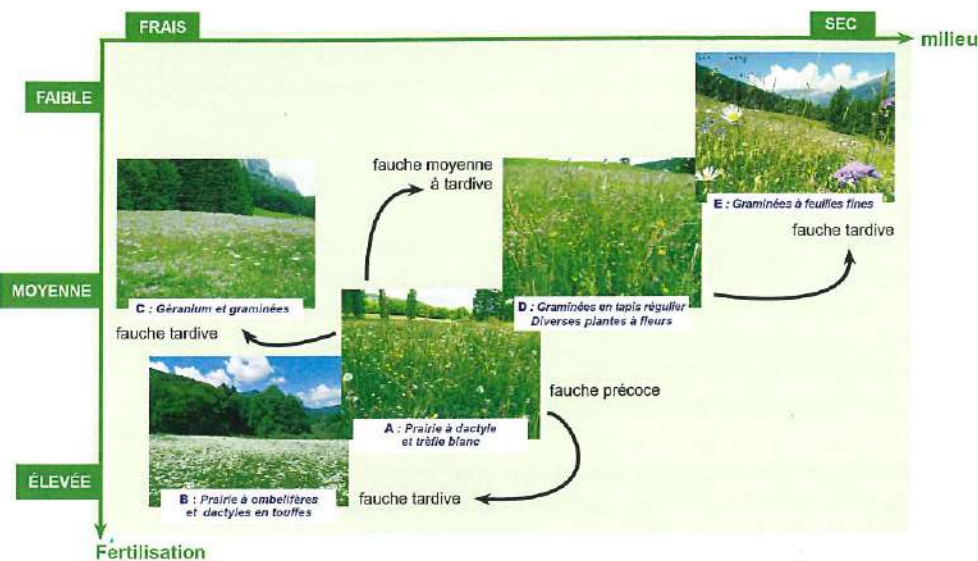 FRAIS
SEC
milieu
FAIBLE
fauche moyenne
à tardive
E : Graminées à feuilles fines
fauche tardive
MOYENNE
C : Géranium et graminées
D : Graminées en tapis régulier
Diverses plantes à fleurs
fauche tardive
fauche précoce
A : Prairie à dactyle
et trèfle blanc
ÉLEVÉE
B : Prairie à ombellifères
et dactyles en touffes
fauche tardive
Fertilisation